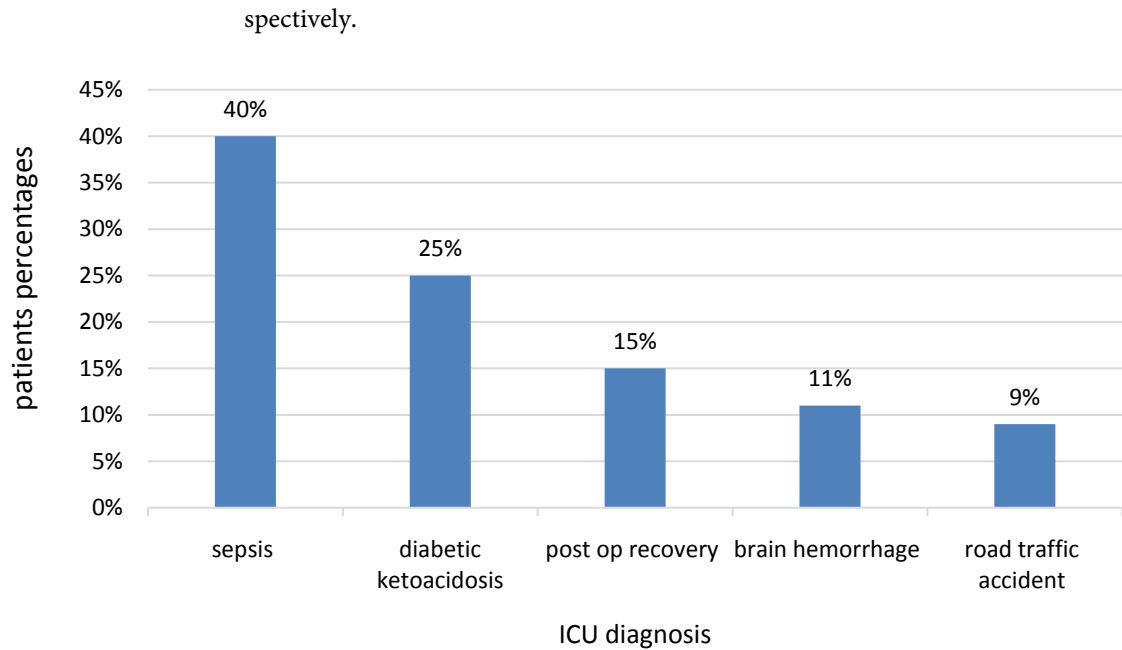 spectively.
45%
40%
35%
30%
25%
20%
15%
10%
5%
0%
patients percentages
40%
25%
15%
11%
9%
sepsis
diabetic
ketoacidosis
post op recovery
brain hemorrhage
road traffic
accident
ICU diagnosis